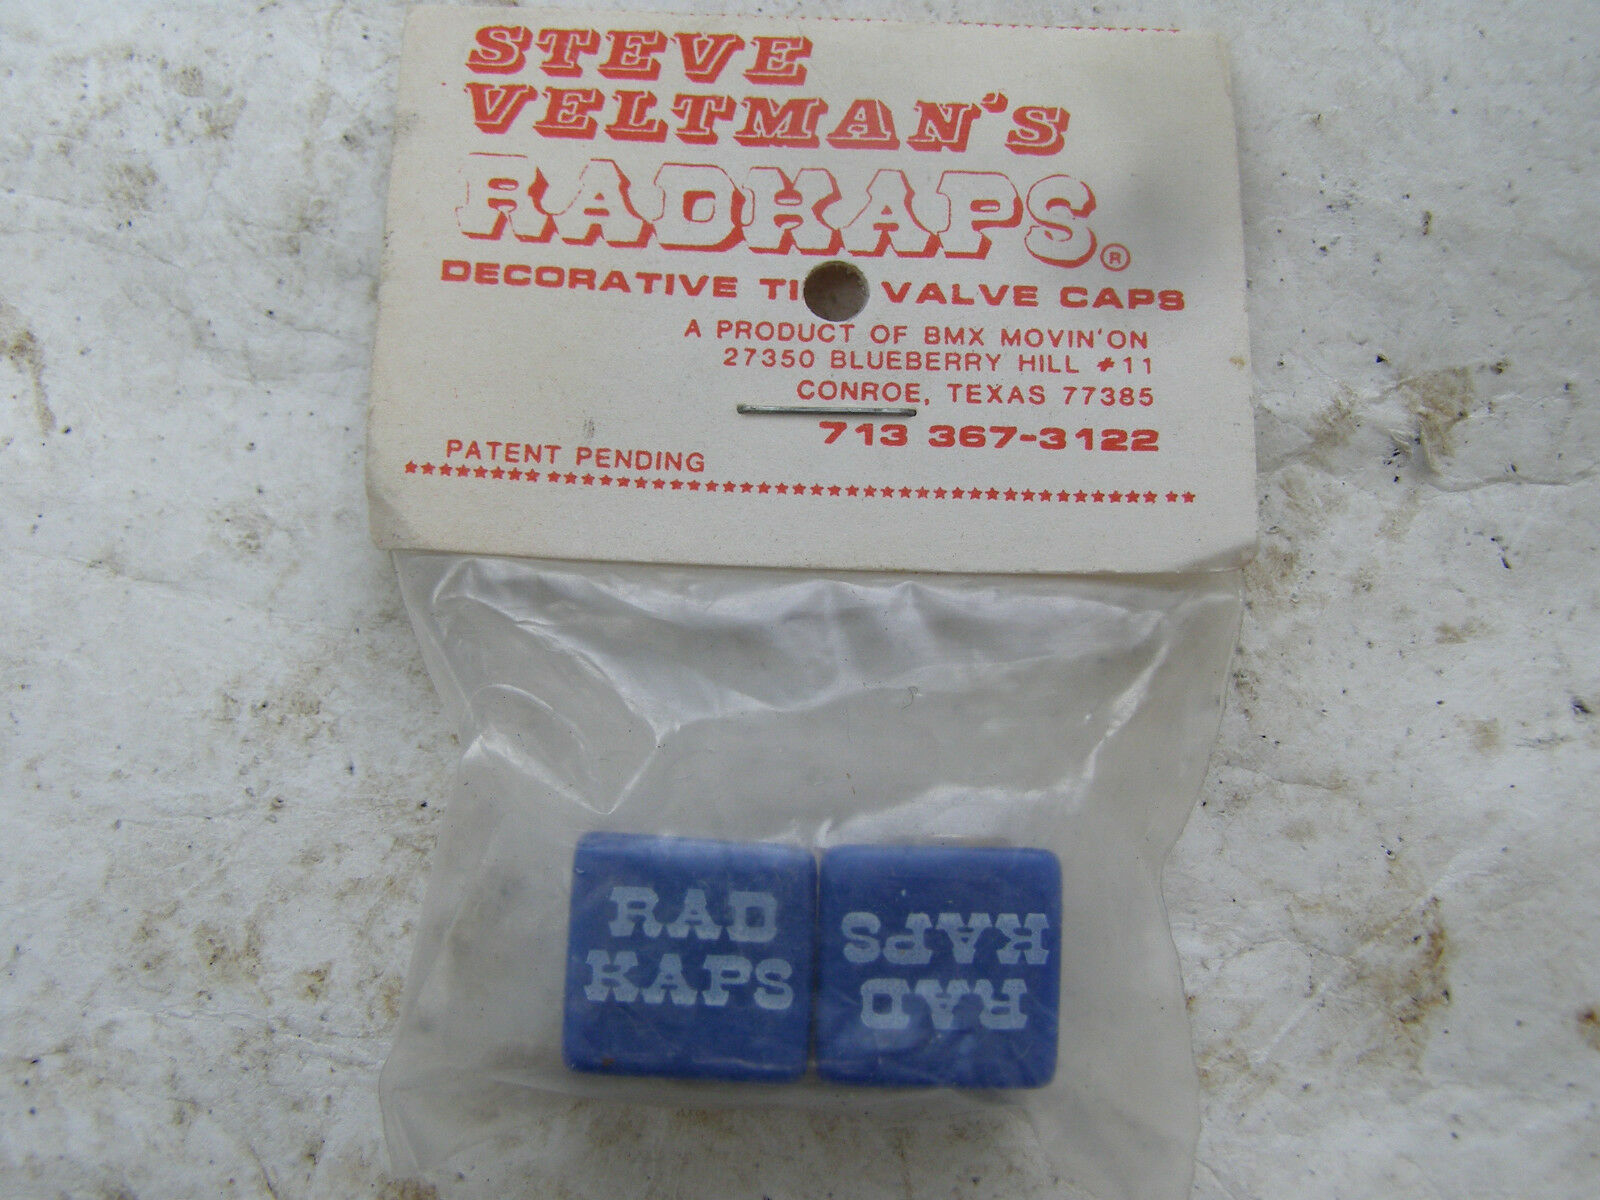 STEVE
VELTMAN'S
RADKAPS®
DECORATIVE VALVE CAPS
A PRODUCT OF BMX MOVIN' ON
27350 BLUEBERRY HILL #11
CONROE, TEXAS 77385
713 367-3122
PATENT PENDING
RAD
KAPS
RAD
KAPS